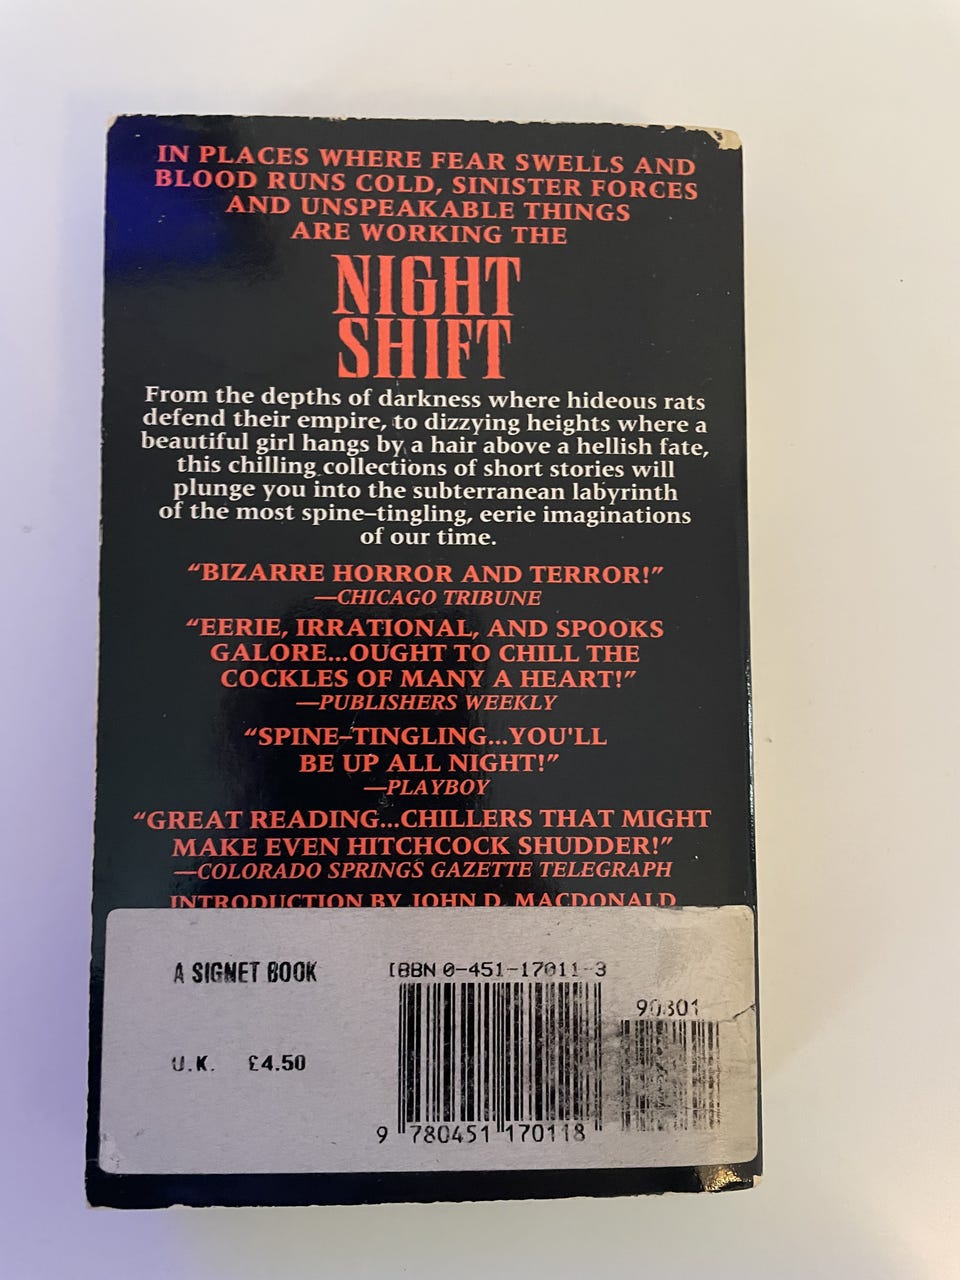 IN PLACES WHERE FEAR SWELLS AND
BLOOD RUNS COLD, SINISTER FORCES
AND UNSPEAKABLE THINGS
ARE WORKING THE
NIGHT
SHIFT
From the depths of darkness where hideous rats
defend their empire, to dizzying heights where a
beautiful girl hangs by a hair above a hellish fate,
this chilling collections of short stories will
plunge you into the subterranean labyrinth
of the most spine–tingling, eerie imaginations
of our time.
“BIZARRE HORROR AND TERROR!”
—CHICAGO TRIBUNE
“EERIE, IRRATIONAL, AND SPOOKS
GALORE...OUGHT TO CHILL THE
COCKLES OF MANY A HEART!”
—PUBLISHERS WEEKLY
“SPINE–TINGLING...YOU'LL
BE UP ALL NIGHT!”
—PLAYBOY
“GREAT READING...CHILLERS THAT MIGHT
MAKE EVEN HITCHCOCK SHUDDER!”
—COLORADO SPRINGS GAZETTE TELEGRAPH
INTRODUCTION BY JOHN D. MACDONALD
A SIGNET BOOK
ISBN 0-451-17011-3
90301
U.K. £4.50
9 780451 170118